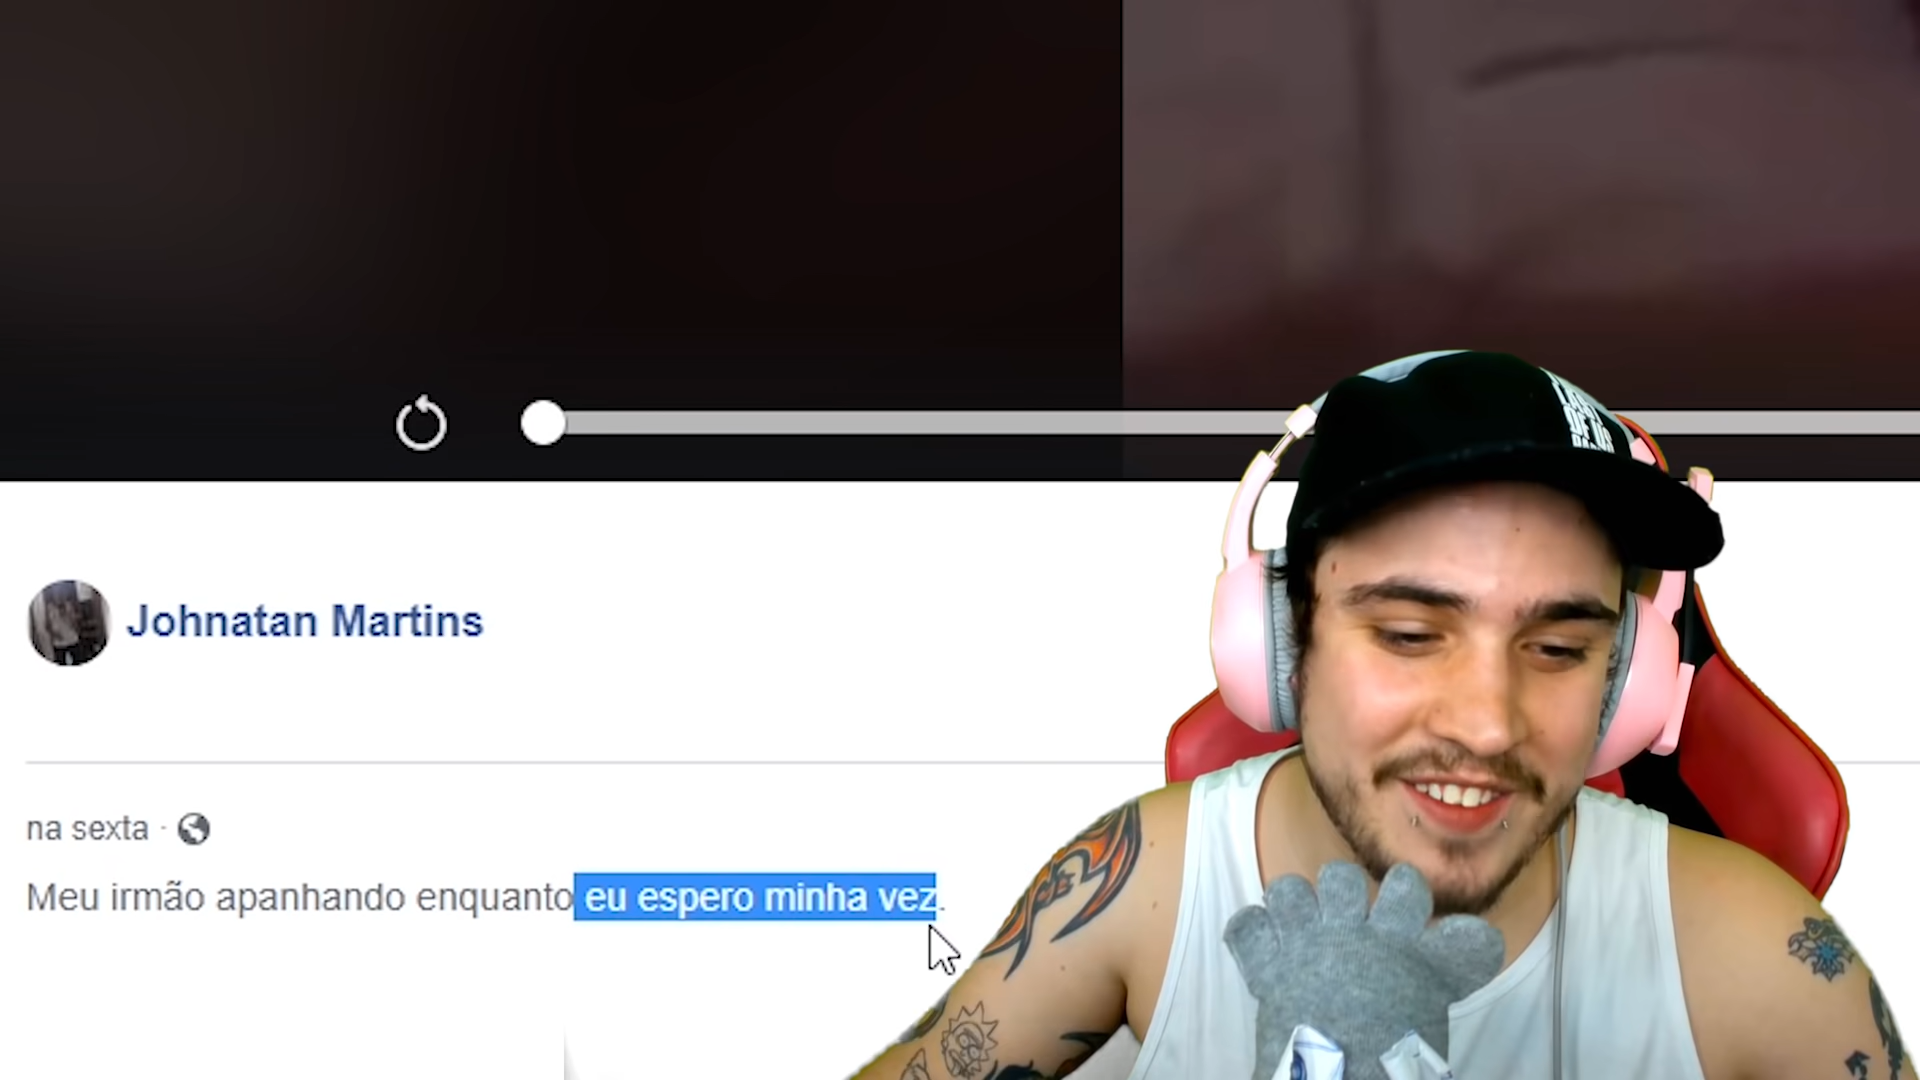 Johnatan Martins
na sexta ·
Meu irmão apanhando enquanto eu espero minha vez.